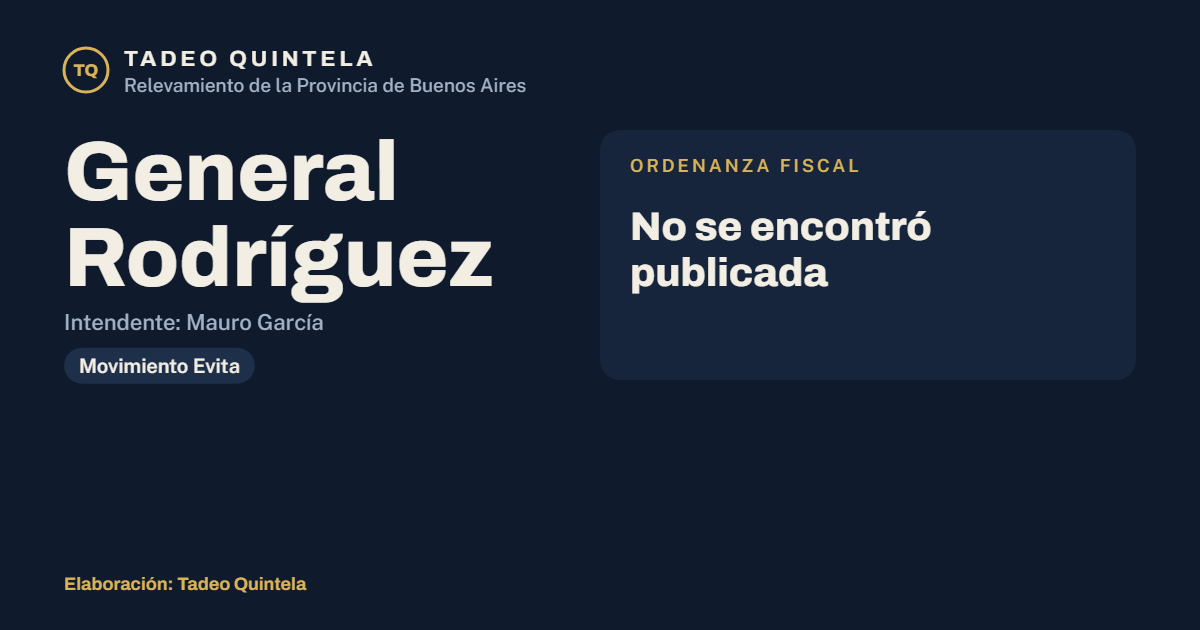 TQ
TADEO QUINTELA
Relevamiento de la Provincia de Buenos Aires
General
Rodríguez
Intendente: Mauro García
Movimiento Evita
ORDENANZA FISCAL
No se encontró
publicada
Elaboración: Tadeo Quintela